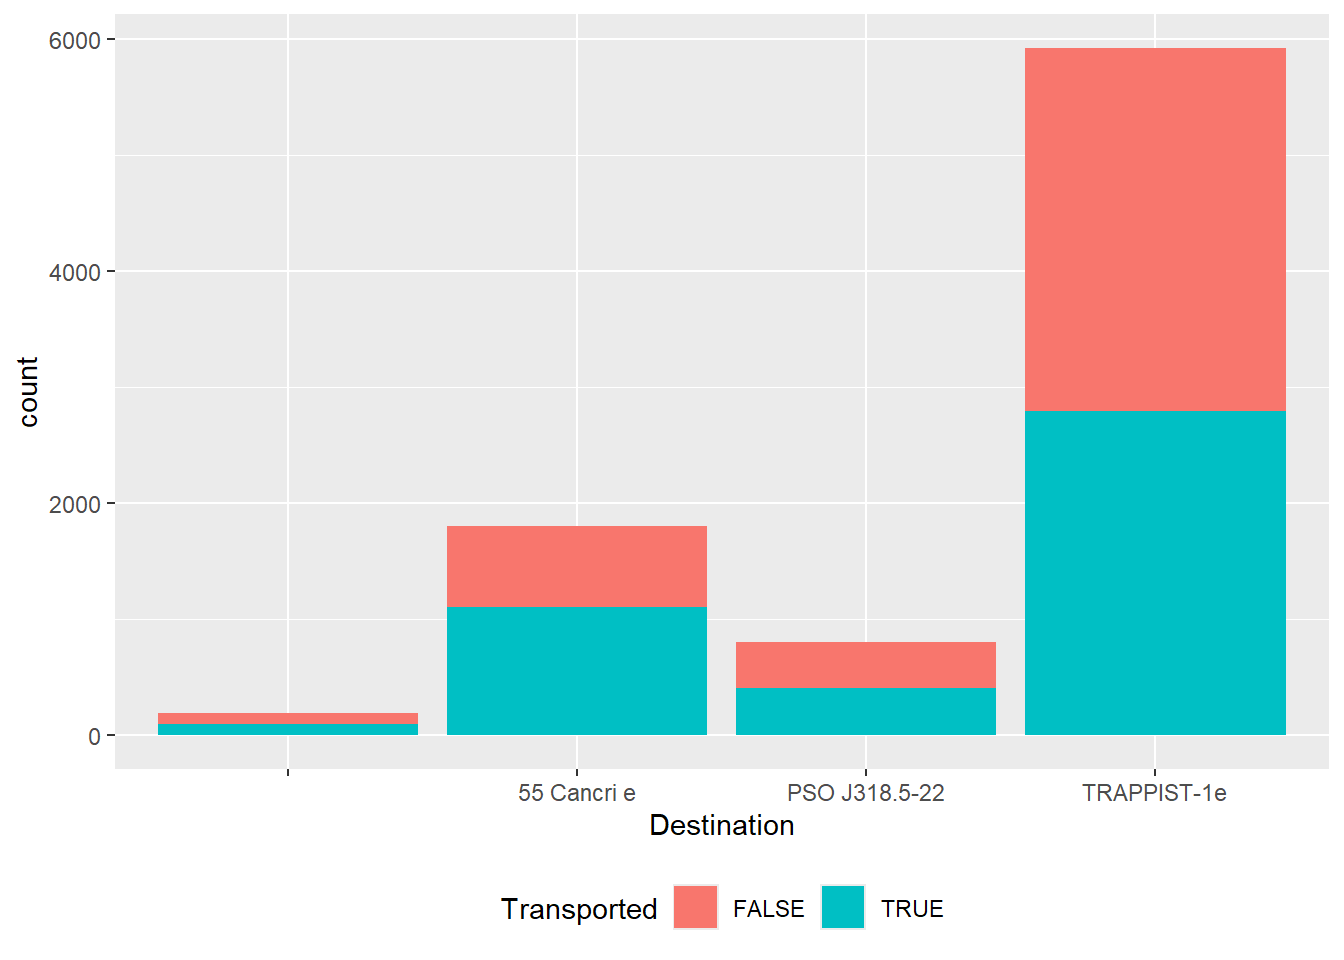 6000
4000
2000
0
count
55 Cancri e PSO J318.5-22 TRAPPIST-1e
Destination
Transported FALSE TRUE